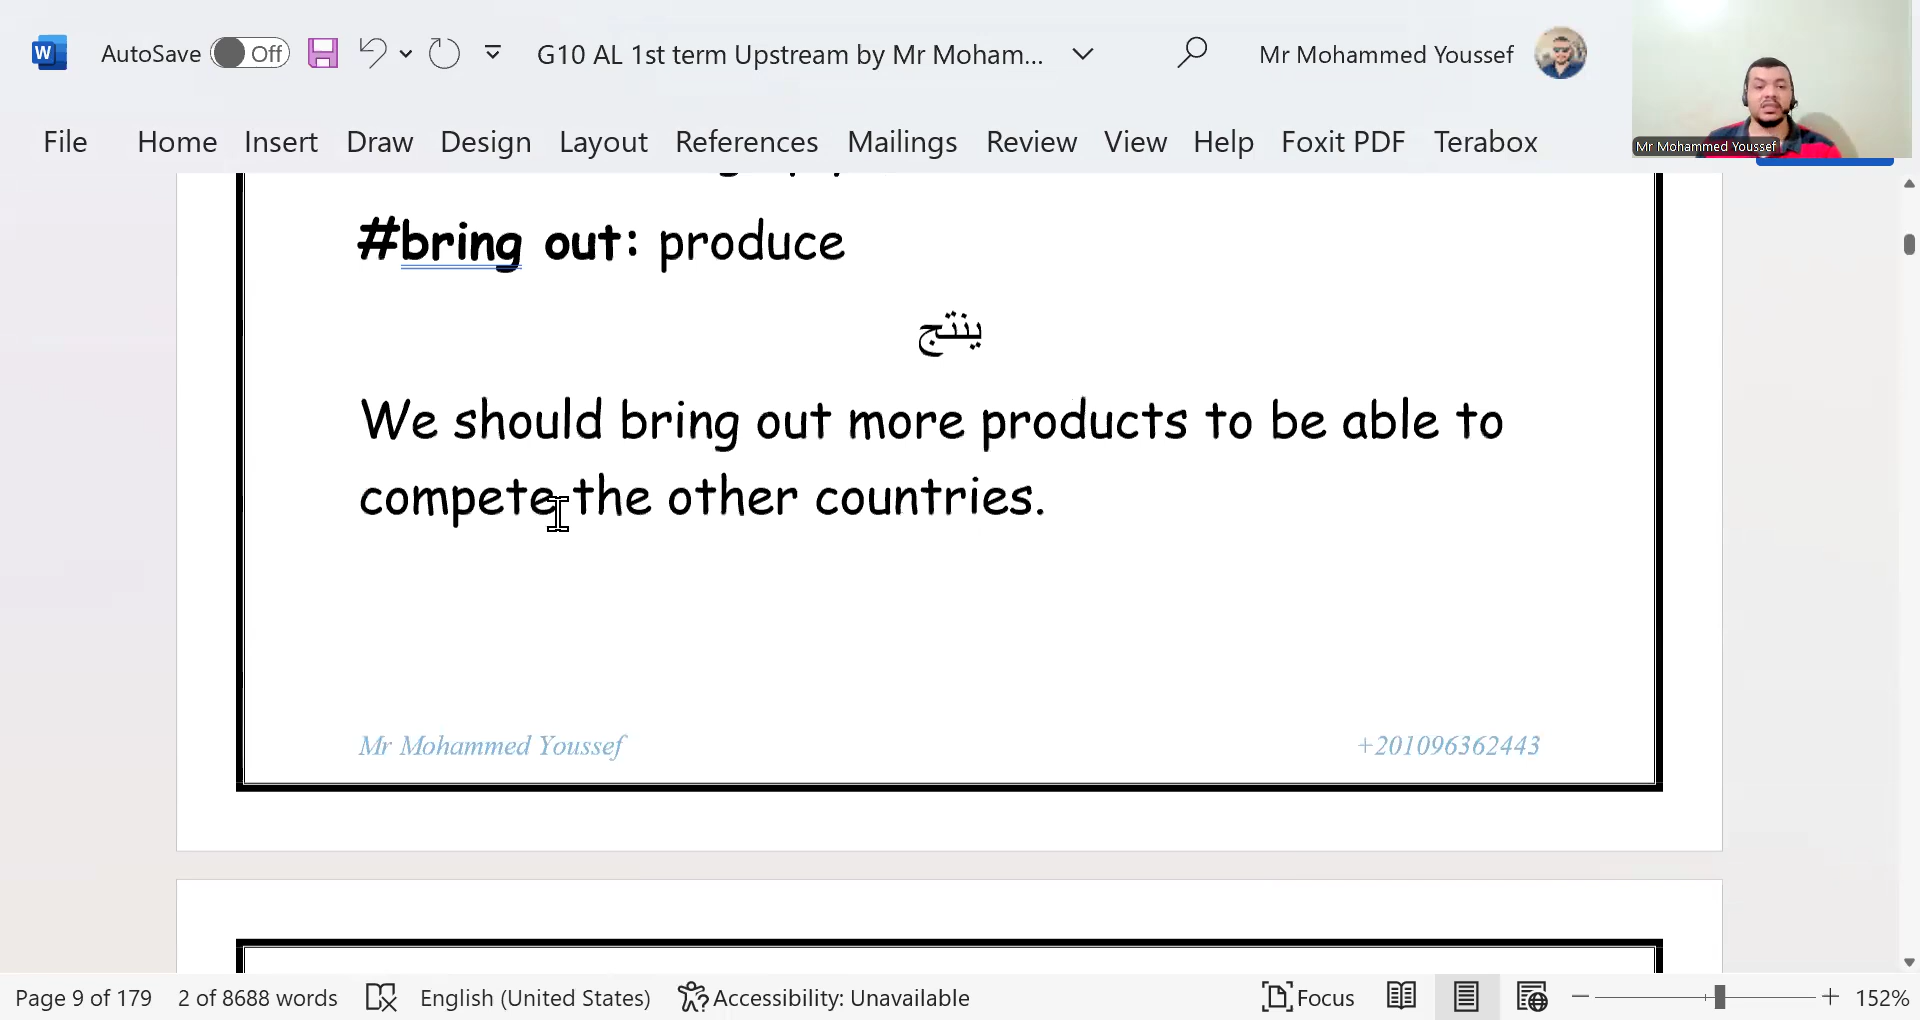 AutoSave Off G10 AL 1st term Upstream by Mr Moham... Mr Mohammed Youssef
Mr Mohammed Youssef
File Home Insert Draw Design Layout References Mailings Review View Help Foxit PDF Terabox
#bring out: produce
ينتج
We should bring out more products to be able to
compete the other countries.
Mr Mohammed Youssef +201096362443
Page 9 of 179 2 of 8688 words English (United States) Accessibility: Unavailable Focus 152%